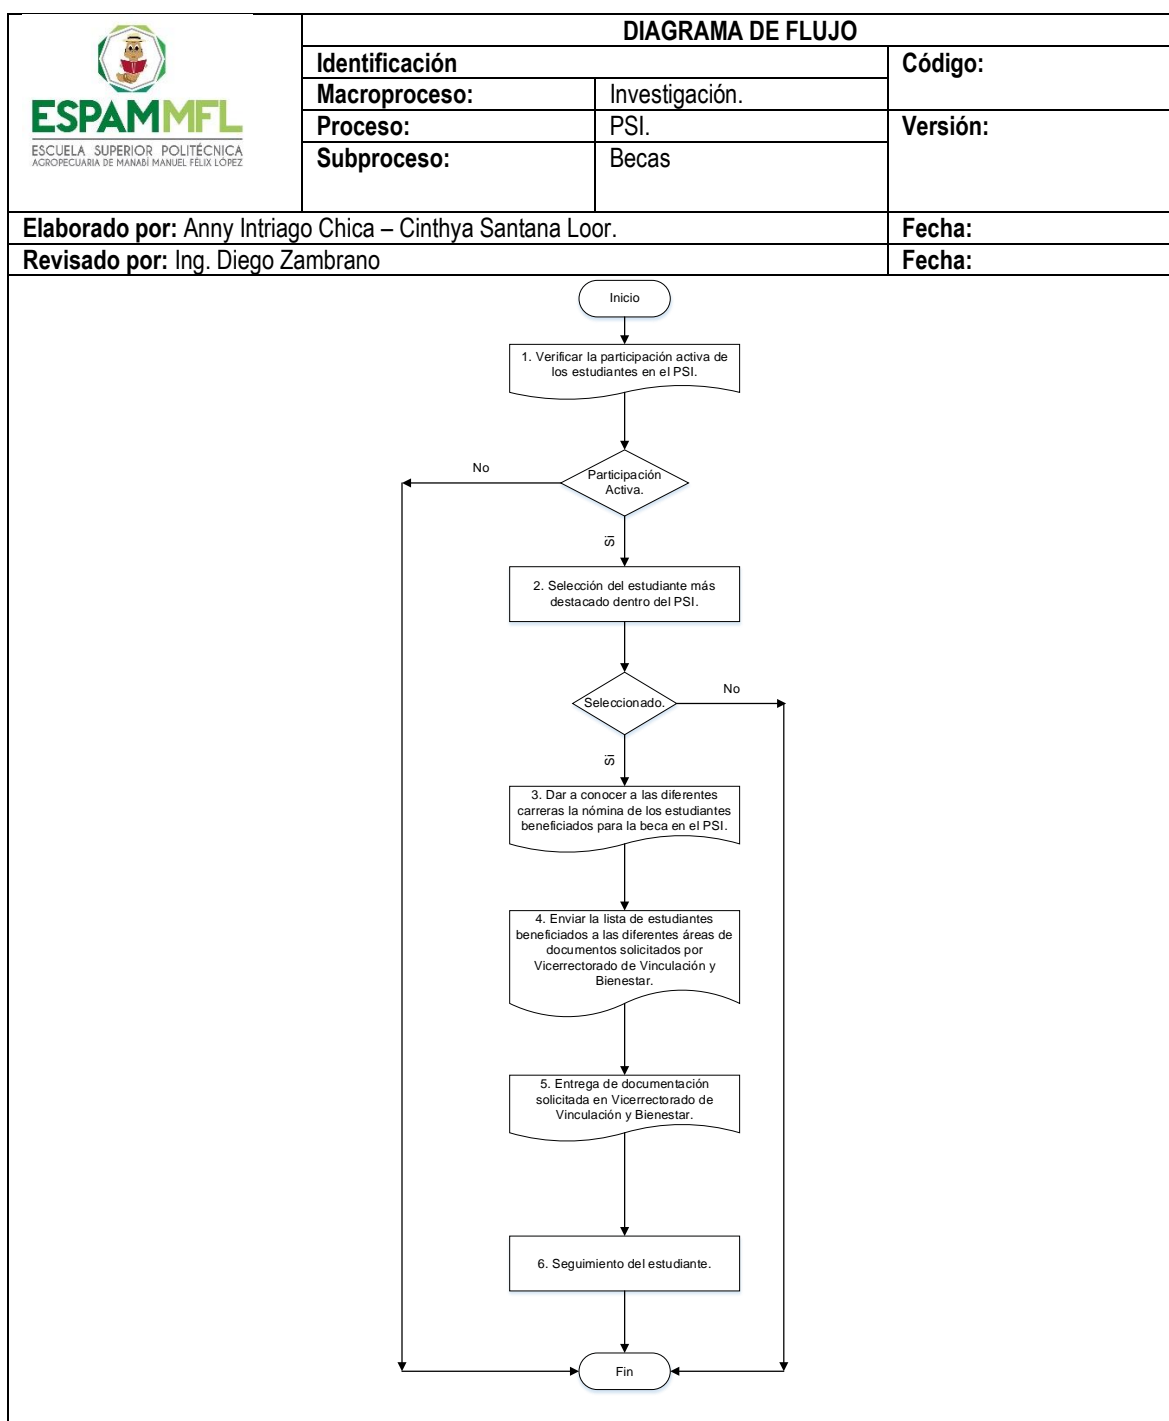 ESPAMMFL
ESCUELA SUPERIOR POLITÉCNICA
AGROPECUARIA DE MANABÍ MANUEL FÉLIX LÓPEZ
DIAGRAMA DE FLUJO
Identificación
Código:
Macroproceso:
Investigación.
Proceso:
PSI.
Versión:
Subproceso:
Becas
Elaborado por: Anny Intriago Chica – Cinthya Santana Loor.
Fecha:
Revisado por: Ing. Diego Zambrano
Fecha:
Inicio
1. Verificar la participación activa de
los estudiantes en el PSI.
No
Participación
Activa.
Si
2. Selección del estudiante más
destacado dentro del PSI.
No
Seleccionado.
Si
3. Dar a conocer a las diferentes
carreras la nómina de los estudiantes
beneficiados para la beca en el PSI.
4. Enviar la lista de estudiantes
beneficiados a las diferentes áreas de
documentos solicitados por
Vicerrectorado de Vinculación y
Bienestar.
5. Entrega de documentación
solicitada en Vicerrectorado de
Vinculación y Bienestar.
6. Seguimiento del estudiante.
Fin